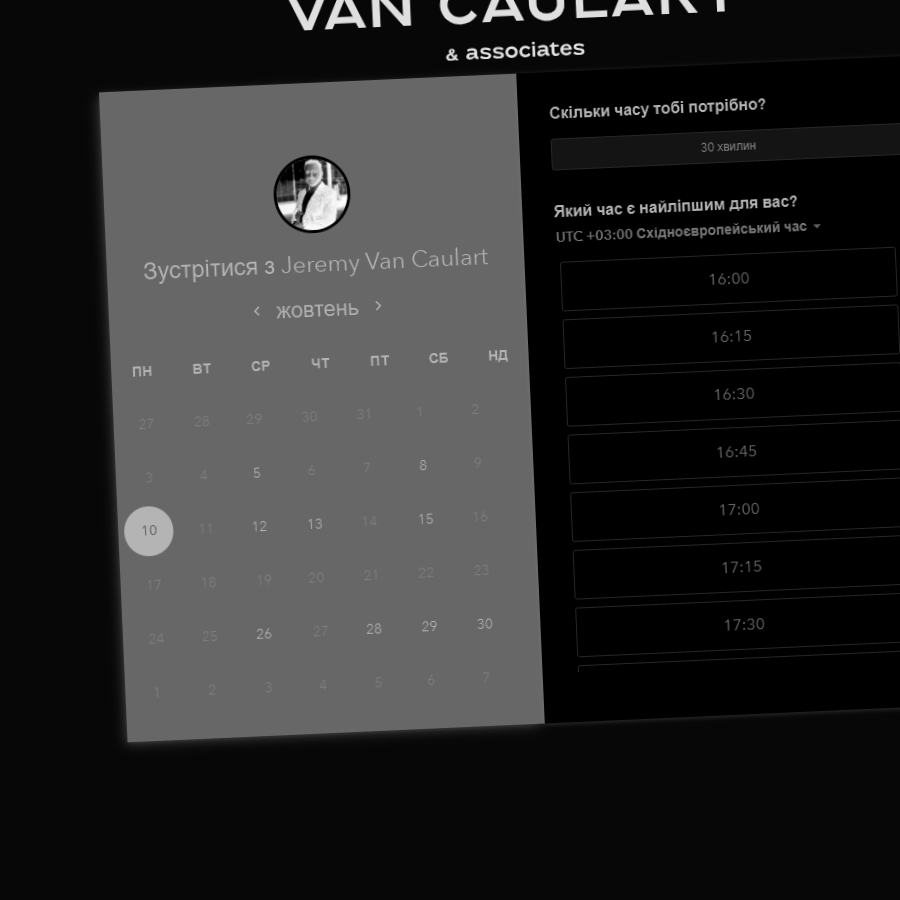 VAN CAULART
& associates
Зустрітися з Jeremy Van Caulart
жовтень
ПН ВТ СР ЧТ ПТ СБ НД
27 28 29 30 31 1 2
3 4 5 6 7 8 9
10 11 12 13 14 15 16
17 18 19 20 21 22 23
24 25 26 27 28 29 30
1 2 3 4 5 6 7
Скільки часу тобі потрібно?
30 хвилин
Який час є найліпшим для вас?
UTC +03:00 Східноєвропейський час
16:00
16:15
16:30
16:45
17:00
17:15
17:30